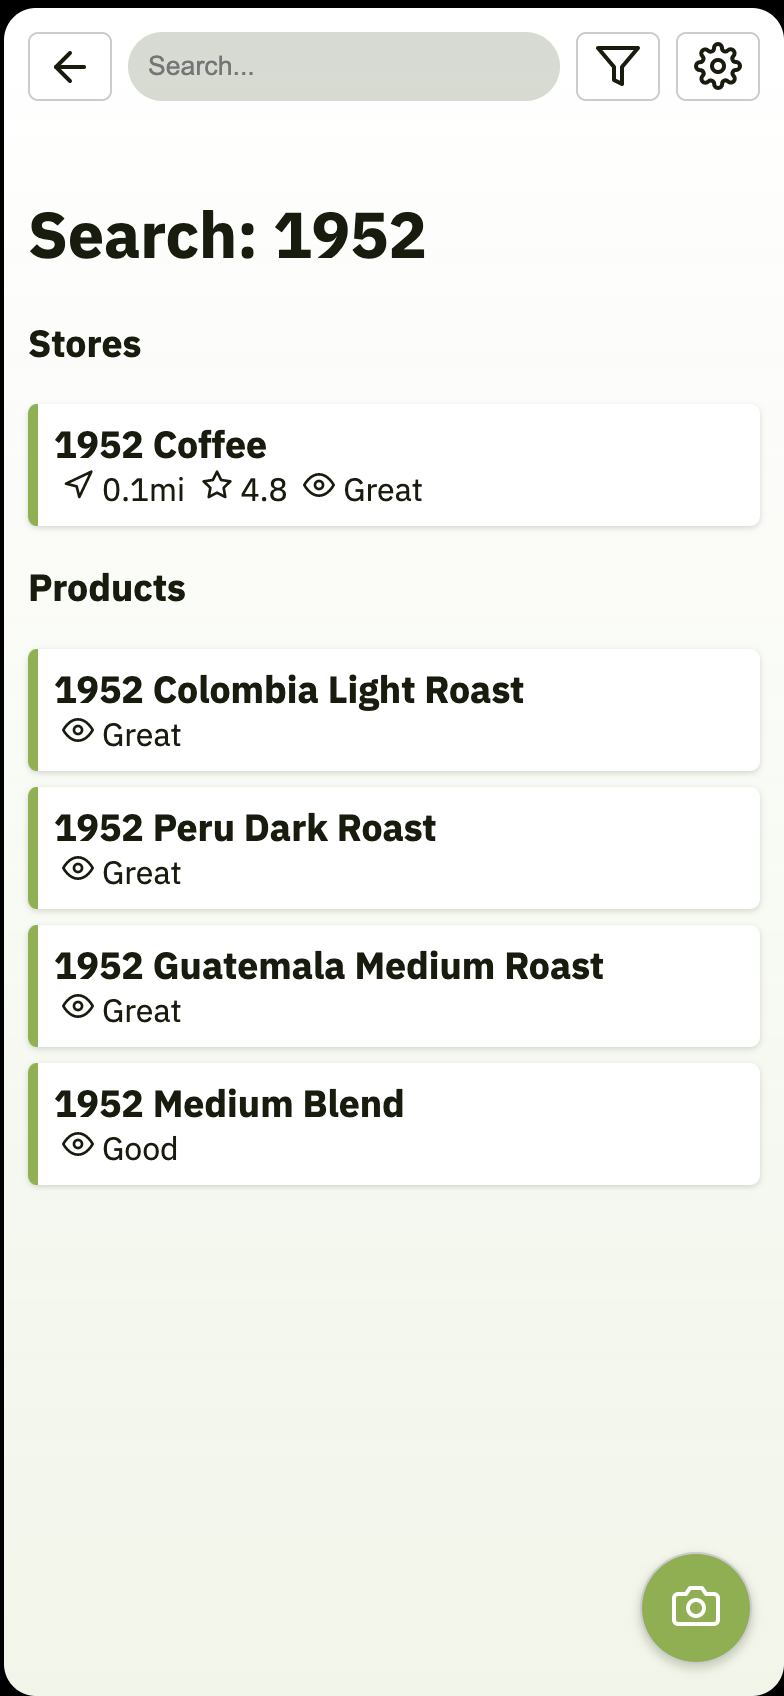 Search...
Search: 1952
Stores
1952 Coffee
0.1mi 4.8 Great
Products
1952 Colombia Light Roast
Great
1952 Peru Dark Roast
Great
1952 Guatemala Medium Roast
Great
1952 Medium Blend
Good